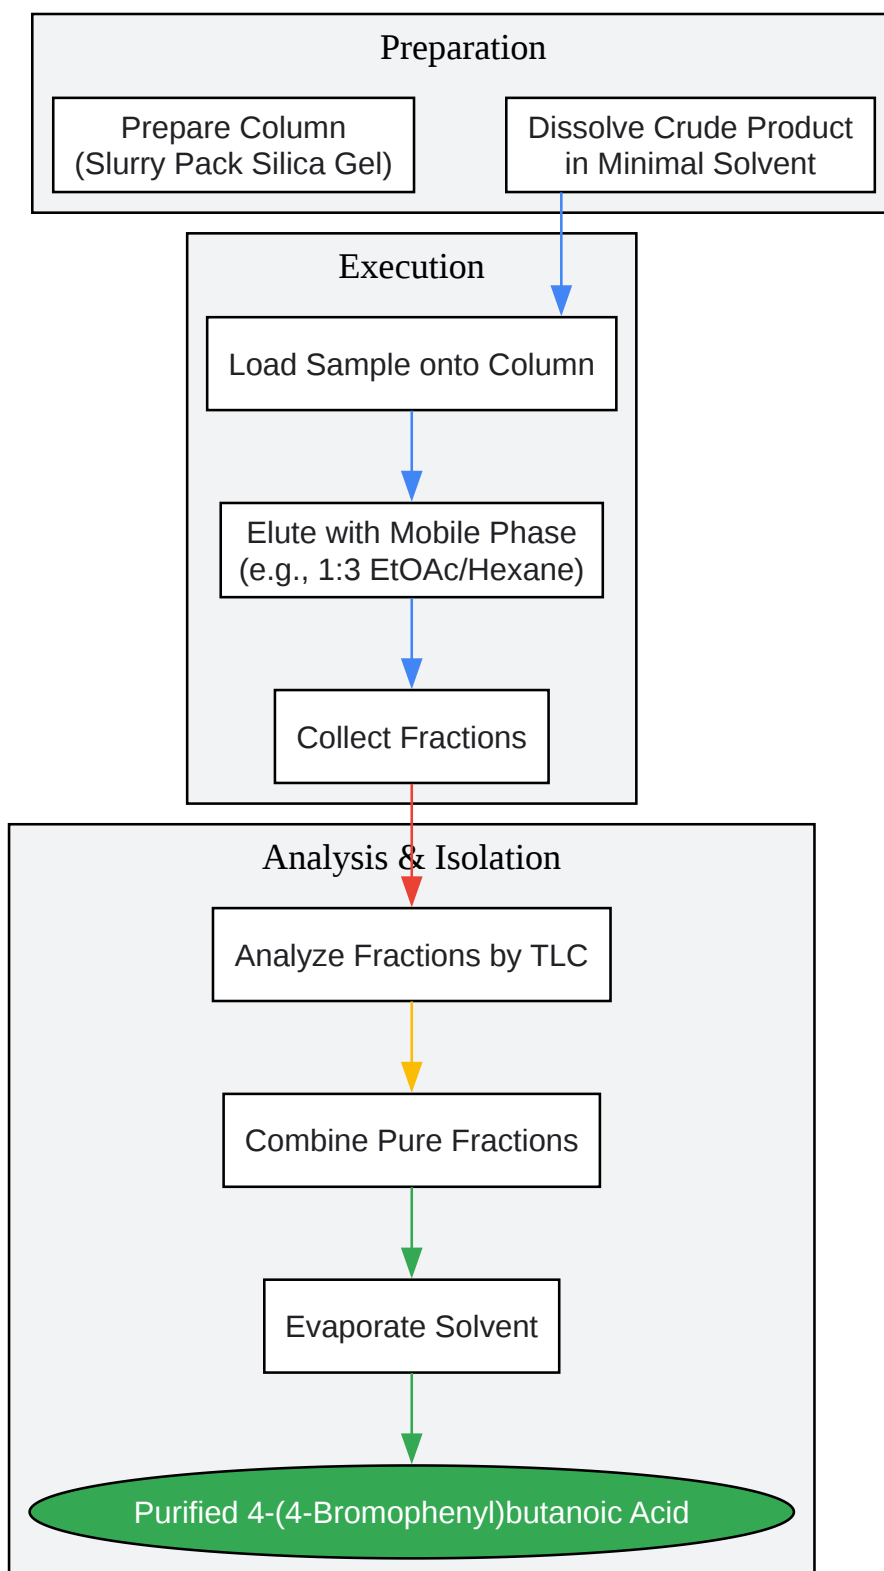 Preparation
Prepare Column
(Slurry Pack Silica Gel)
Dissolve Crude Product
in Minimal Solvent
Execution
Load Sample onto Column
Elute with Mobile Phase
(e.g., 1:3 EtOAc/Hexane)
Collect Fractions
Analysis & Isolation
Analyze Fractions by TLC
Combine Pure Fractions
Evaporate Solvent
Purified 4-(4-Bromophenyl)butanoic Acid